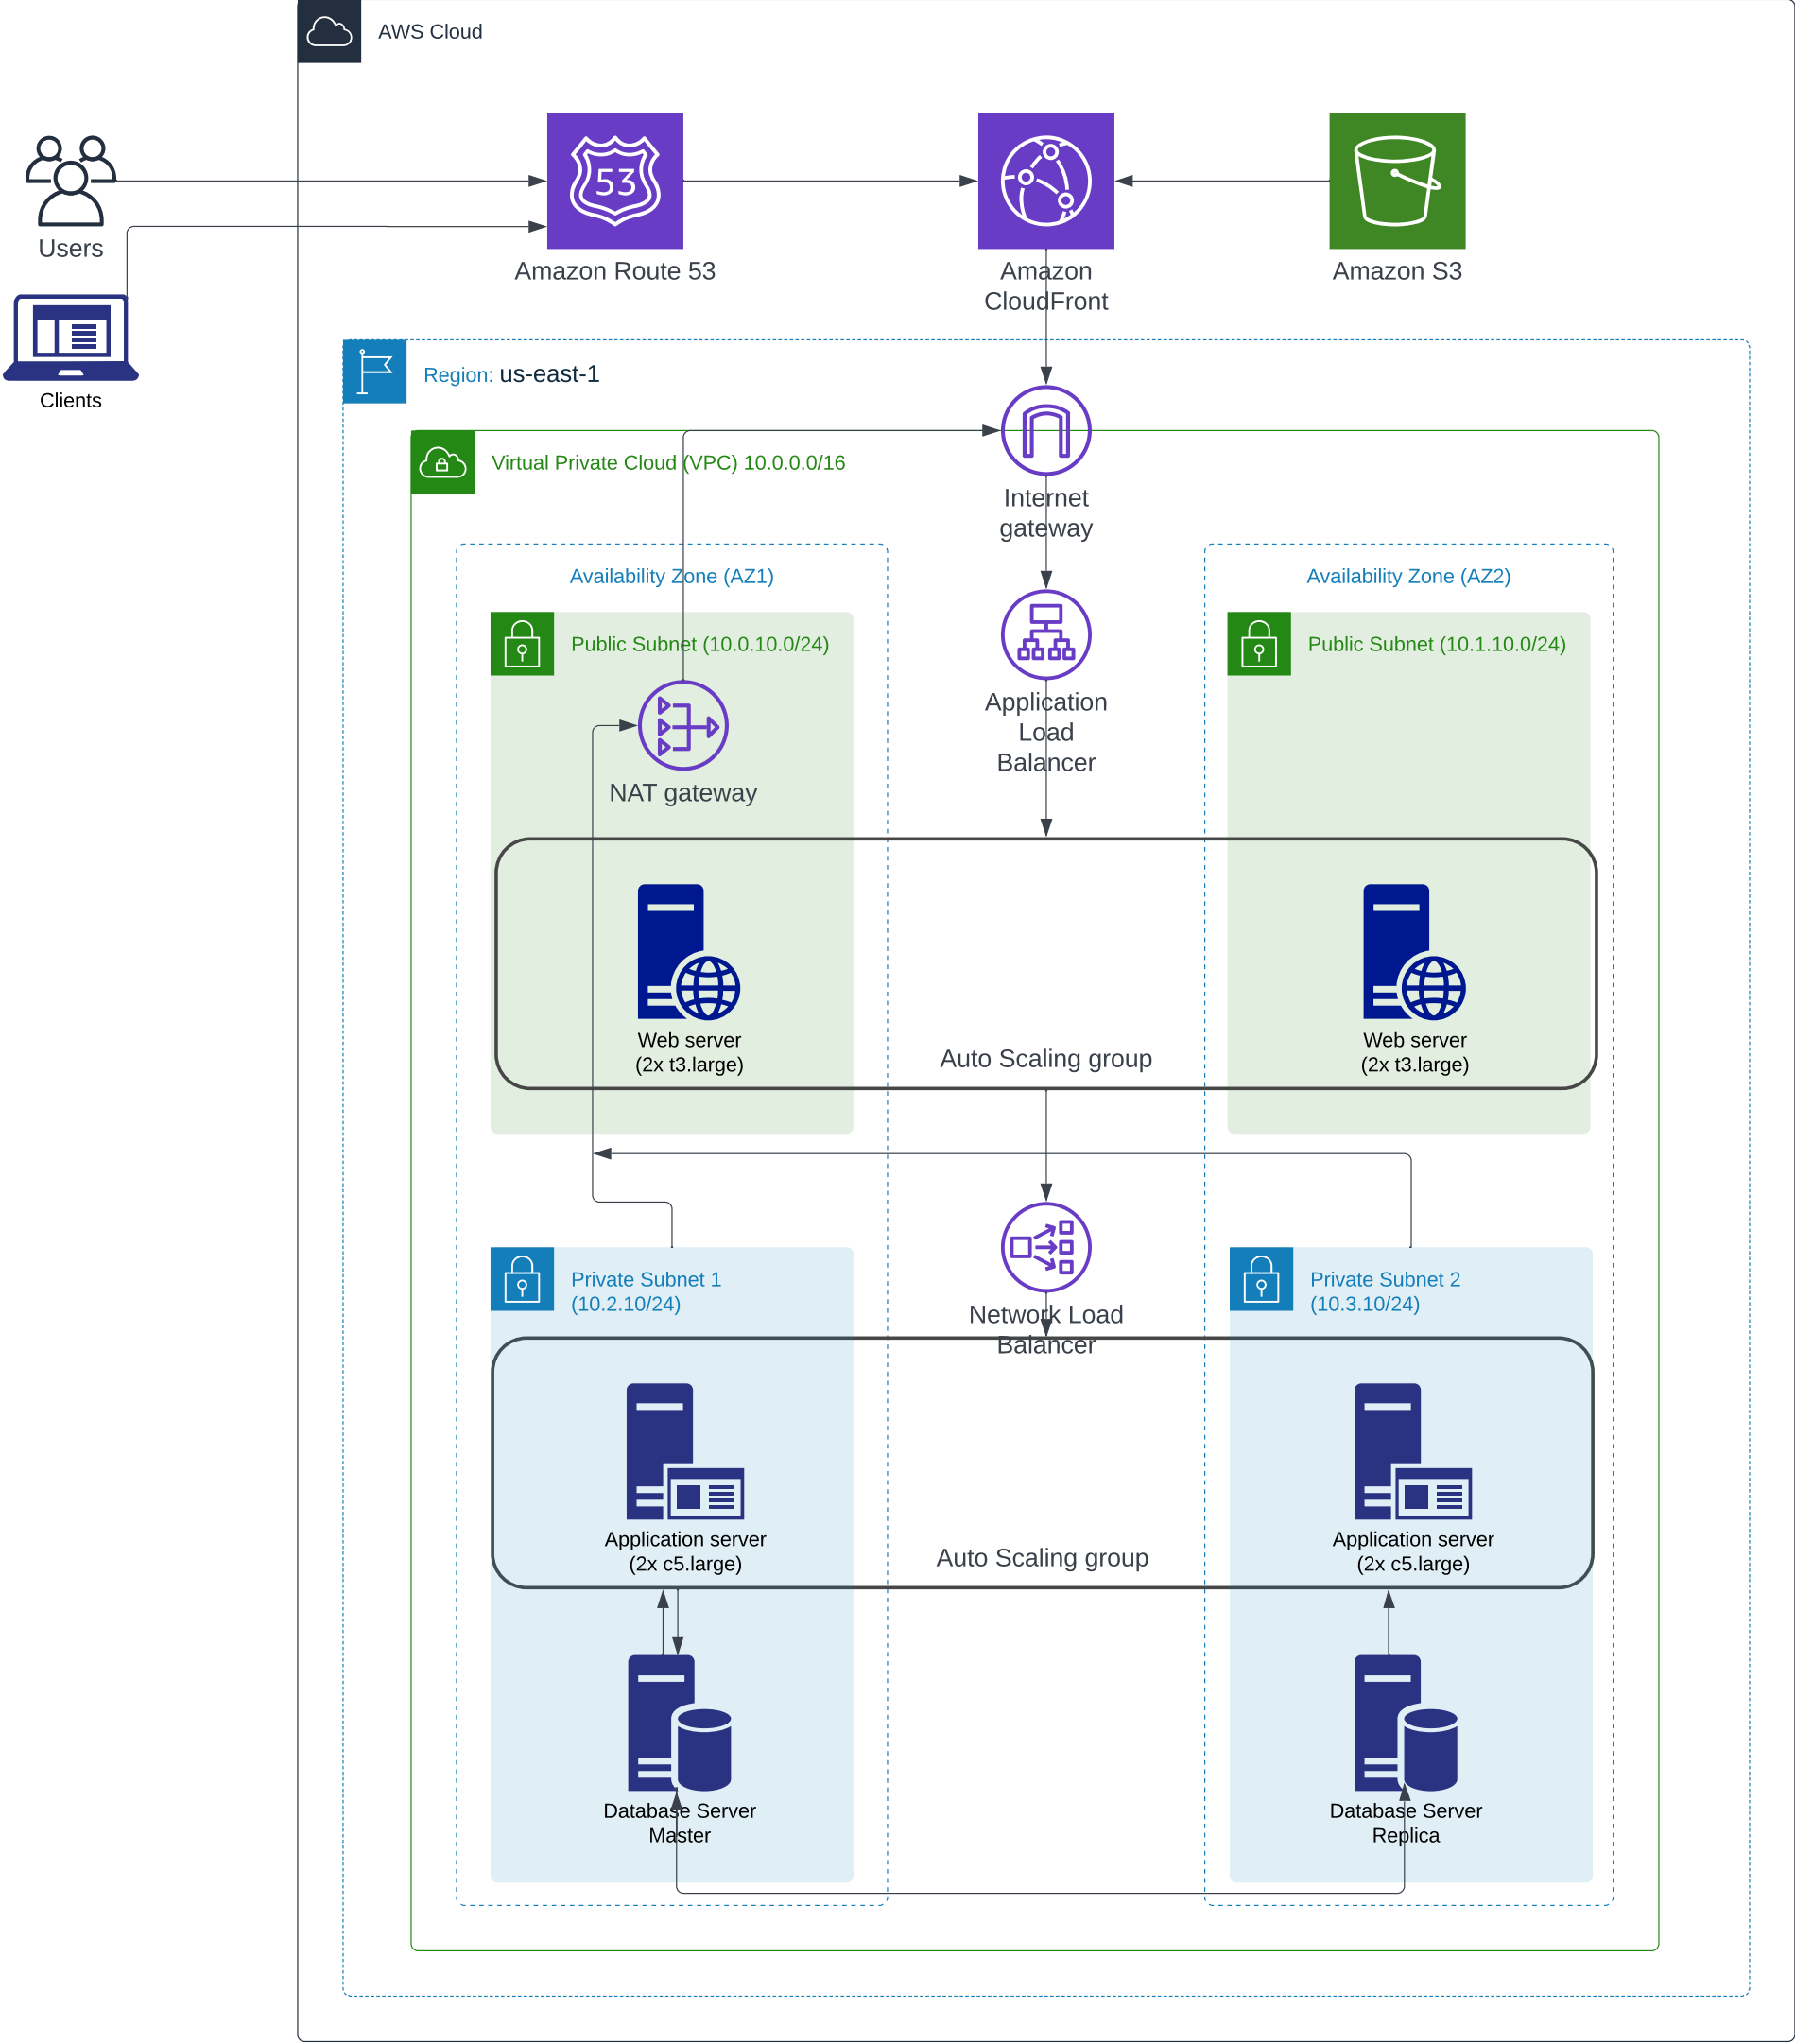 AWS Cloud
53
Users
Amazon Route 53
Amazon
CloudFront
Amazon S3
Clients
Region: us-east-1
Virtual Private Cloud (VPC) 10.0.0.0/16
Internet
gateway
Availability Zone (AZ1)
Availability Zone (AZ2)
Public Subnet (10.0.10.0/24)
Public Subnet (10.1.10.0/24)
Application
Load
Balancer
NAT gateway
Web server
(2x t3.large)
Auto Scaling group
Web server
(2x t3.large)
Private Subnet 1
(10.2.10/24)
Network Load
Balancer
Private Subnet 2
(10.3.10/24)
Application server
(2x c5.large)
Auto Scaling group
Application server
(2x c5.large)
Database Server
Master
Database Server
Replica